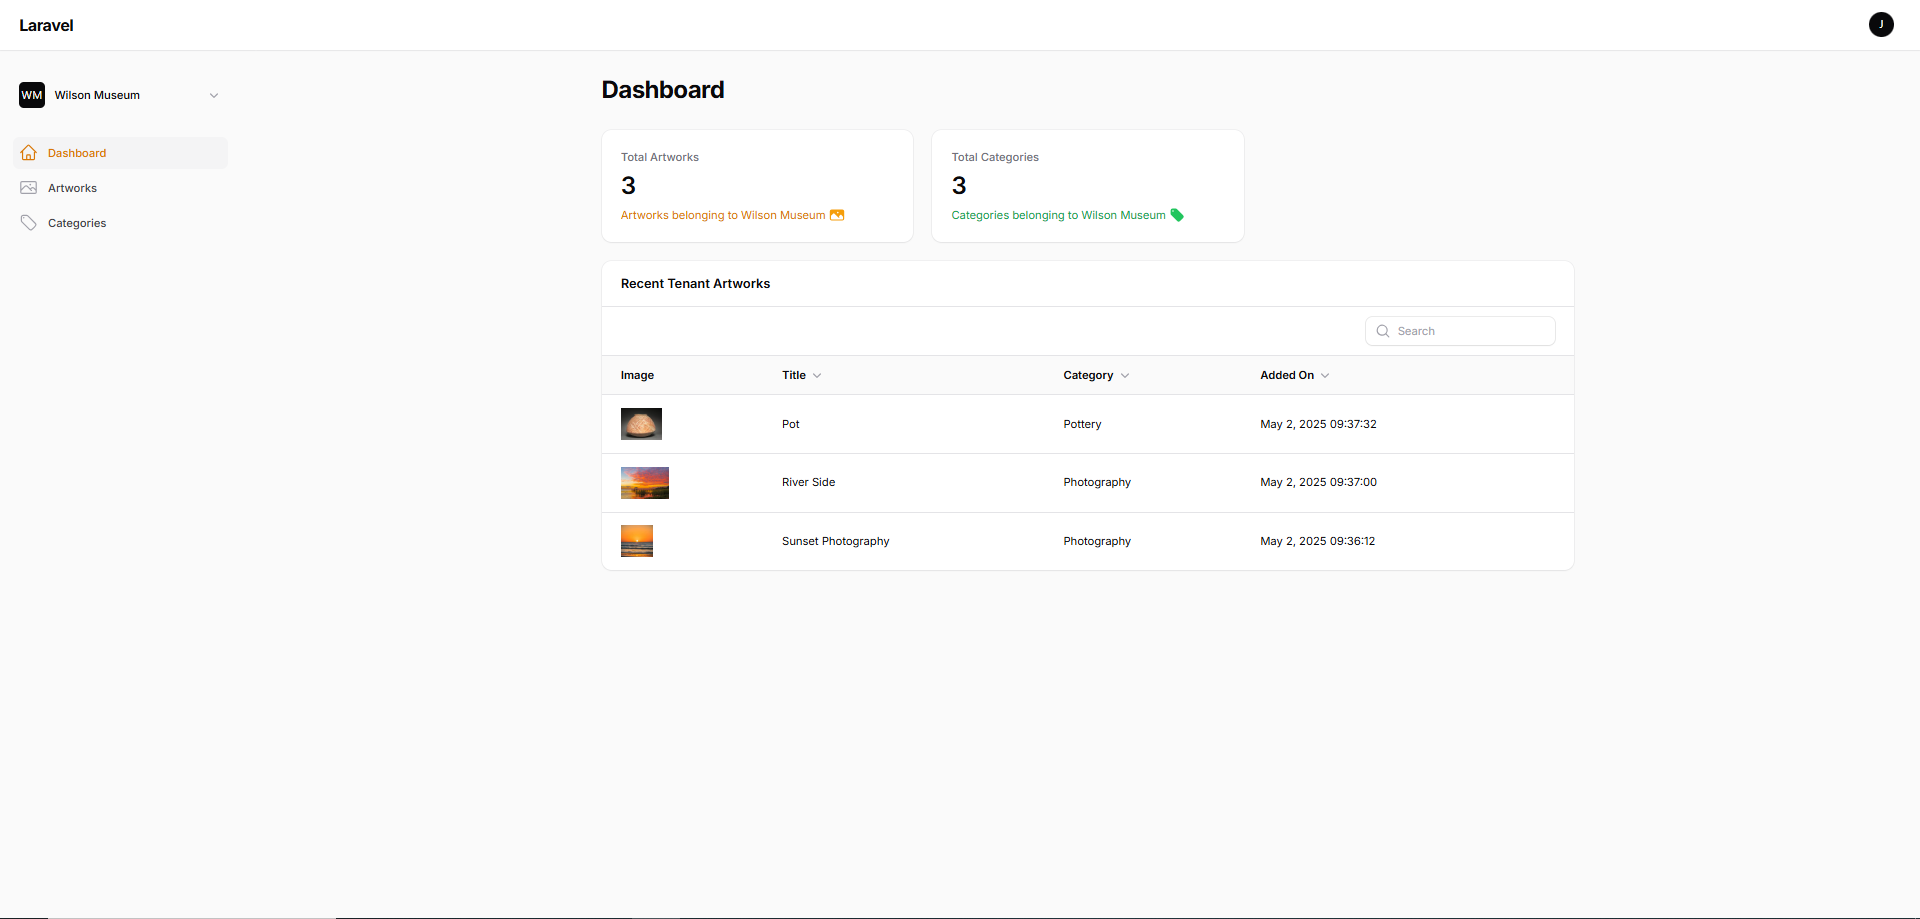 Laravel
J
WM Wilson Museum
Dashboard
Artworks
Categories
Dashboard
Total Artworks
3
Artworks belonging to Wilson Museum
Total Categories
3
Categories belonging to Wilson Museum
Recent Tenant Artworks
Search
Image Title Category Added On
Pot Pottery May 2, 2025 09:37:32
River Side Photography May 2, 2025 09:37:00
Sunset Photography Photography May 2, 2025 09:36:12